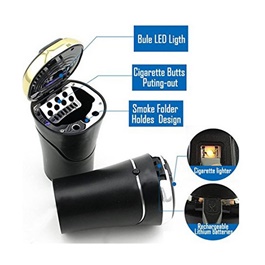 Bule LED Ligth
Cigarette Butts
Puting-out
Smoke Folder
Holdes Design
Cigarette lighter
Rechargeable
Lithium Batteries